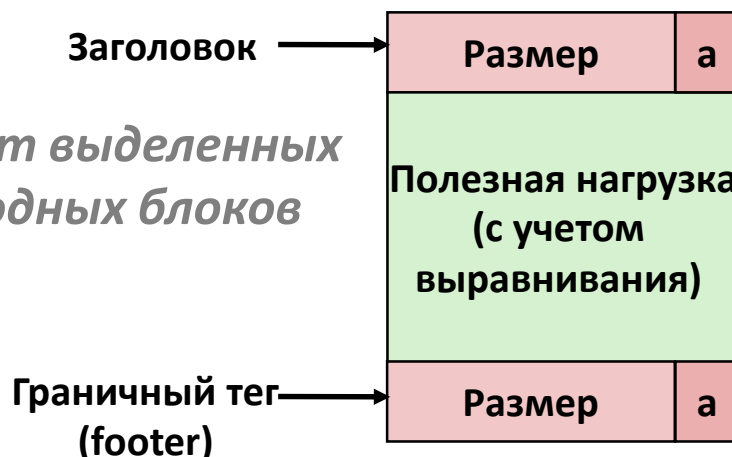 Заголовок
Размер
a
т выделенных
одных блоков
Полезная нагрузка
(с учетом
выравнивания)
Граничный тег
(footer)
Размер
a